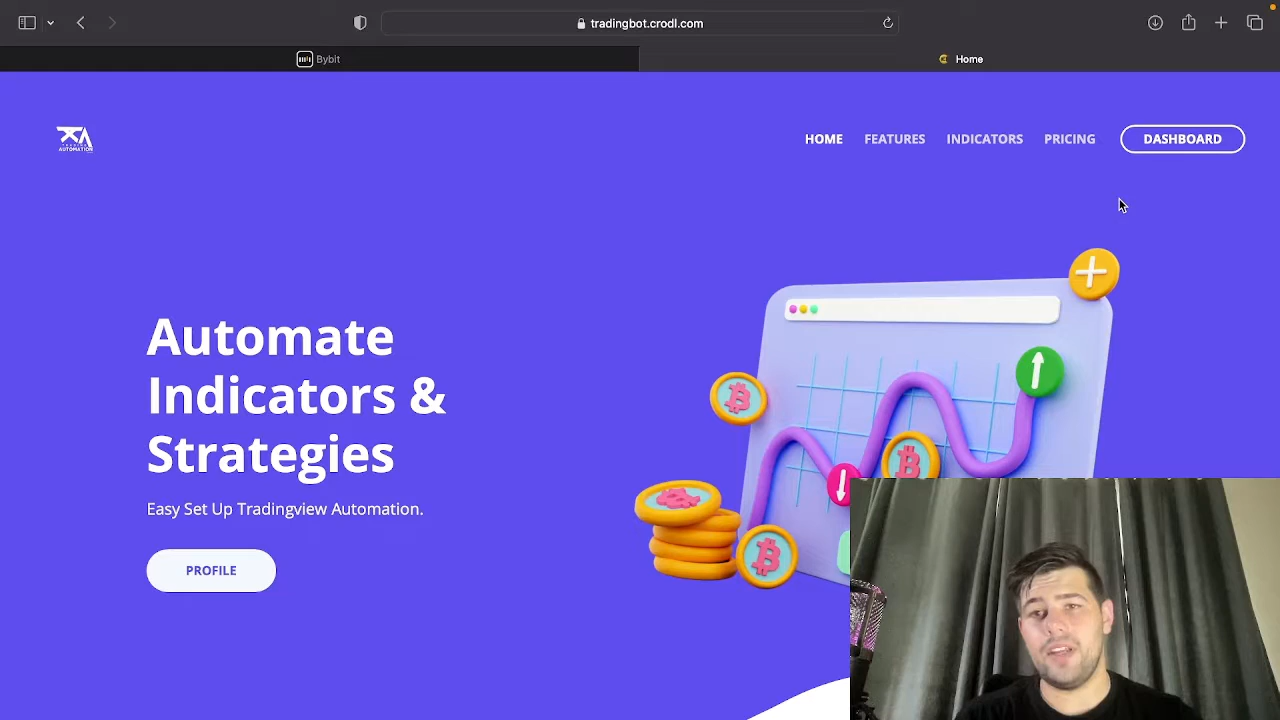 tradingbot.crodl.com
Bybit
Home
AUTOMATION
HOME FEATURES INDICATORS PRICING DASHBOARD
Automate
Indicators &
Strategies
Easy Set Up Tradingview Automation.
PROFILE